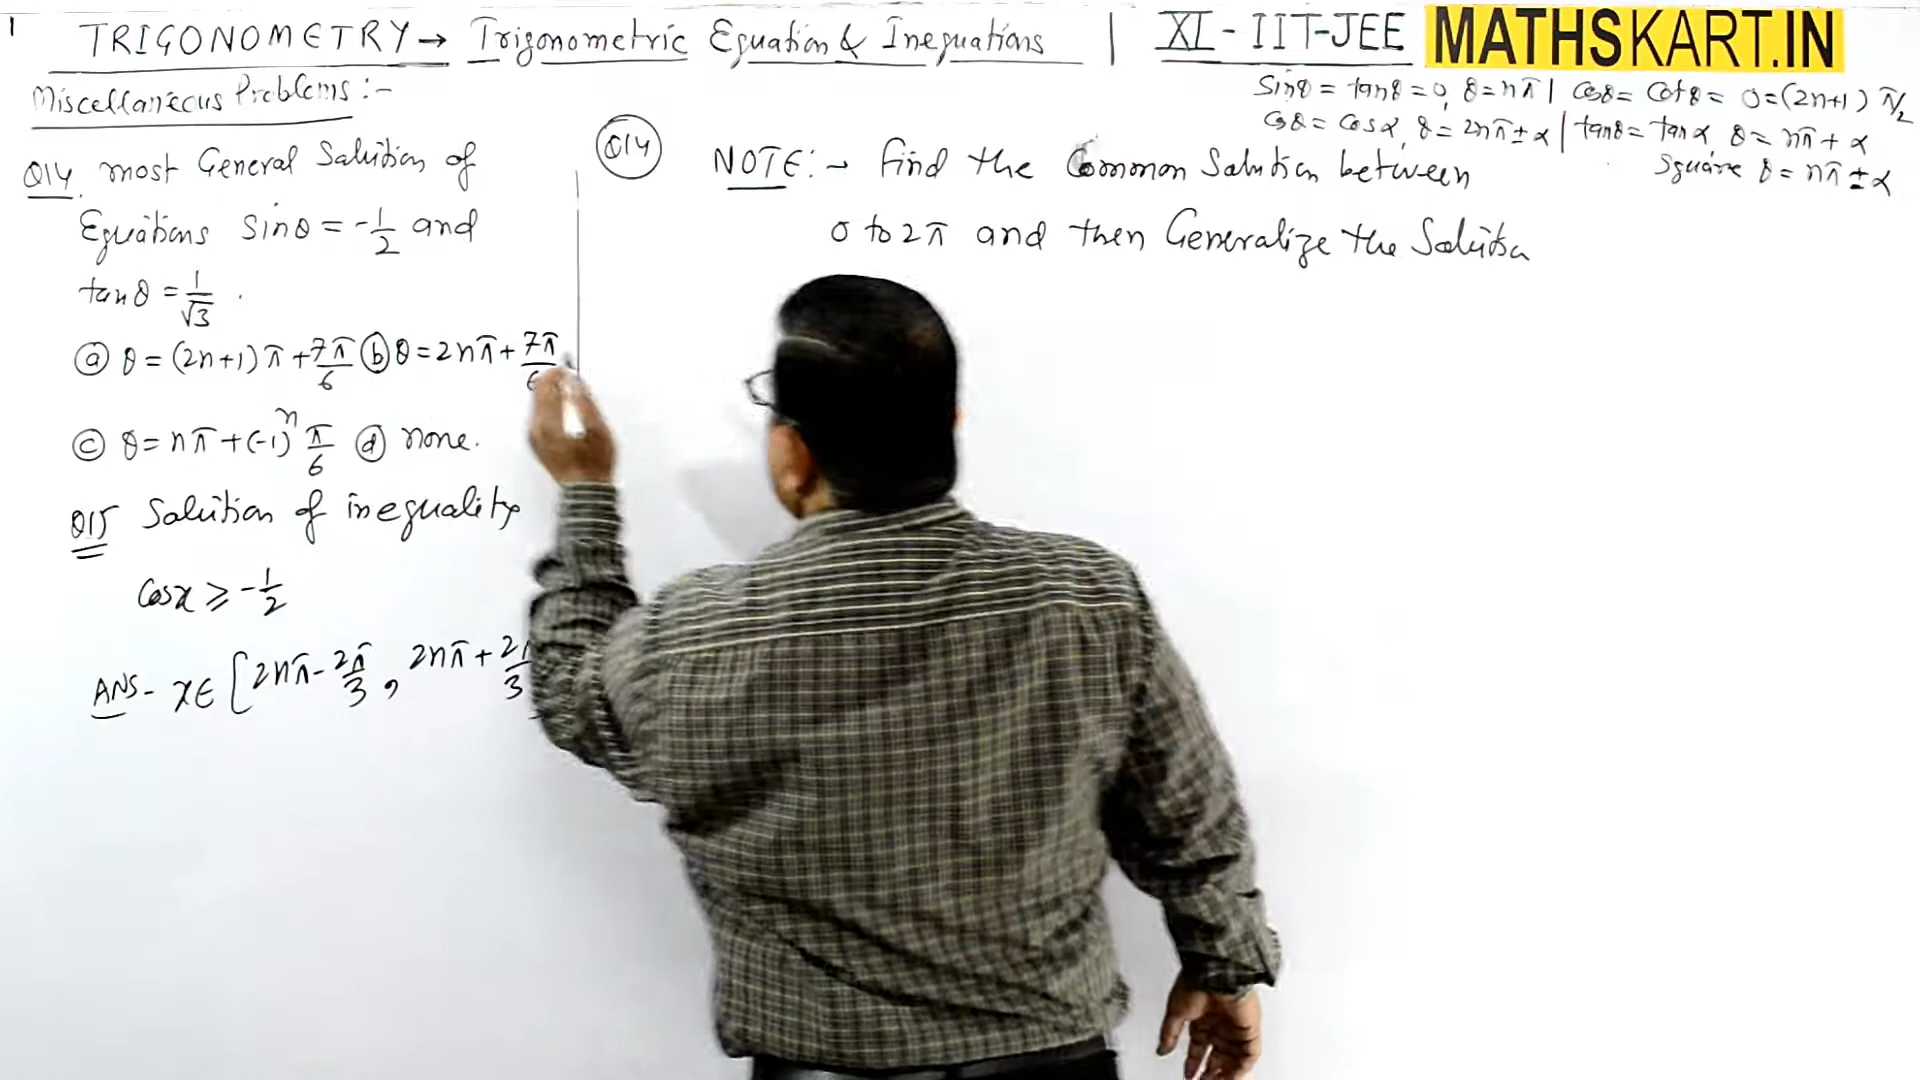 1 TRIGONOMETRY → Trigonometric Equation & Inequations | XI - IIT-JEE MATHSKART.IN
Sinθ = tanθ = 0, θ = nπ | Cosθ = Cotθ = 0 = (2n+1) π/2
Cosθ = Cosα, θ = 2nπ ± α | tanθ = tanα θ = nπ + α
Square θ = nπ ± α
Miscellaneous Problems :-
Q14. most General Solution of
Equations sinθ = -1/2 and
tanθ = 1/√3 .
(a) θ = (2n+1)π + 7π/6 (b) θ = 2nπ + 7π/6
(c) θ = nπ + (-1)^n π/6 (d) none.
Q15 Solution of inequality
Cosx ≥ -1/2
ANS - x ∈ [2nπ - 2π/3 , 2nπ + 2π/3
Q14 NOTE :→ Find the Common Solution between
0 to 2π and then Generalize the Solution